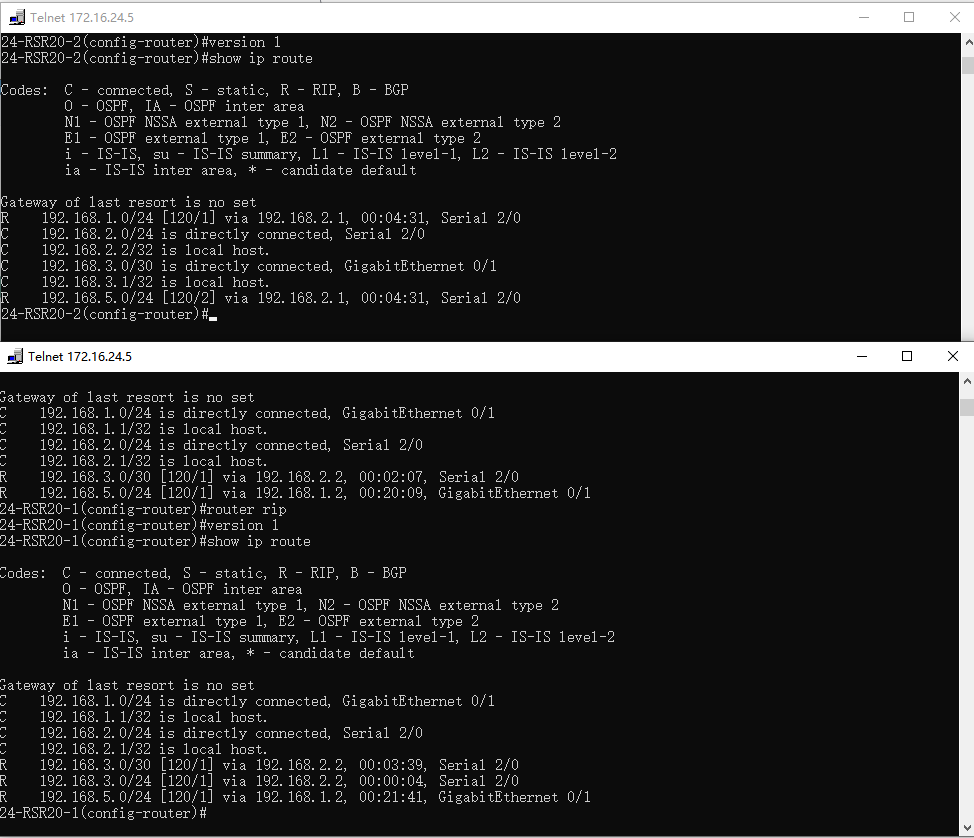 Telnet 172.16.24.5
24-RSR20-2(config-router)#version 1
24-RSR20-2(config-router)#show ip route
Codes:  C - connected, S - static, R - RIP, B - BGP
        O - OSPF, IA - OSPF inter area
        N1 - OSPF NSSA external type 1, N2 - OSPF NSSA external type 2
        E1 - OSPF external type 1, E2 - OSPF external type 2
        i - IS-IS, su - IS-IS summary, L1 - IS-IS level-1, L2 - IS-IS level-2
        ia - IS-IS inter area, * - candidate default
Gateway of last resort is no set
R    192.168.1.0/24 [120/1] via 192.168.2.1, 00:04:31, Serial 2/0
C    192.168.2.0/24 is directly connected, Serial 2/0
C    192.168.2.2/32 is local host.
C    192.168.3.0/30 is directly connected, GigabitEthernet 0/1
C    192.168.3.1/32 is local host.
R    192.168.5.0/24 [120/2] via 192.168.2.1, 00:04:31, Serial 2/0
24-RSR20-2(config-router)#
Telnet 172.16.24.5
Gateway of last resort is no set
C    192.168.1.0/24 is directly connected, GigabitEthernet 0/1
C    192.168.1.1/32 is local host.
C    192.168.2.0/24 is directly connected, Serial 2/0
C    192.168.2.1/32 is local host.
R    192.168.3.0/30 [120/1] via 192.168.2.2, 00:02:07, Serial 2/0
R    192.168.5.0/24 [120/1] via 192.168.1.2, 00:20:09, GigabitEthernet 0/1
24-RSR20-1(config-router)#router rip
24-RSR20-1(config-router)#version 1
24-RSR20-1(config-router)#show ip route
Codes:  C - connected, S - static, R - RIP, B - BGP
        O - OSPF, IA - OSPF inter area
        N1 - OSPF NSSA external type 1, N2 - OSPF NSSA external type 2
        E1 - OSPF external type 1, E2 - OSPF external type 2
        i - IS-IS, su - IS-IS summary, L1 - IS-IS level-1, L2 - IS-IS level-2
        ia - IS-IS inter area, * - candidate default
Gateway of last resort is no set
C    192.168.1.0/24 is directly connected, GigabitEthernet 0/1
C    192.168.1.1/32 is local host.
C    192.168.2.0/24 is directly connected, Serial 2/0
C    192.168.2.1/32 is local host.
R    192.168.3.0/30 [120/1] via 192.168.2.2, 00:03:39, Serial 2/0
R    192.168.3.0/24 [120/1] via 192.168.2.2, 00:00:04, Serial 2/0
R    192.168.5.0/24 [120/1] via 192.168.1.2, 00:21:41, GigabitEthernet 0/1
24-RSR20-1(config-router)#